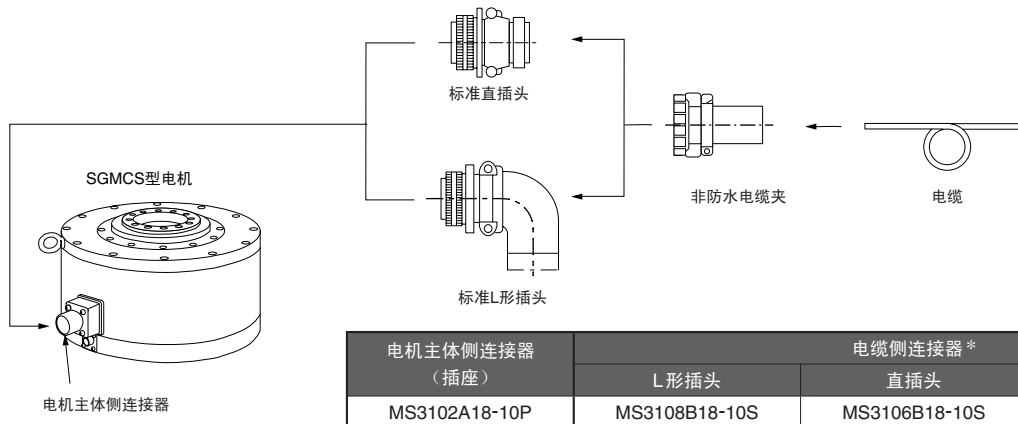 标准直插头
SGMCS型电机
非防水电缆夹
电缆
标准L形插头
电机主体侧连接器
电机主体侧连接器
（插座）
电缆侧连接器*
L形插头
直插头
MS3102A18-10P
MS3108B18-10S
MS3106B18-10S